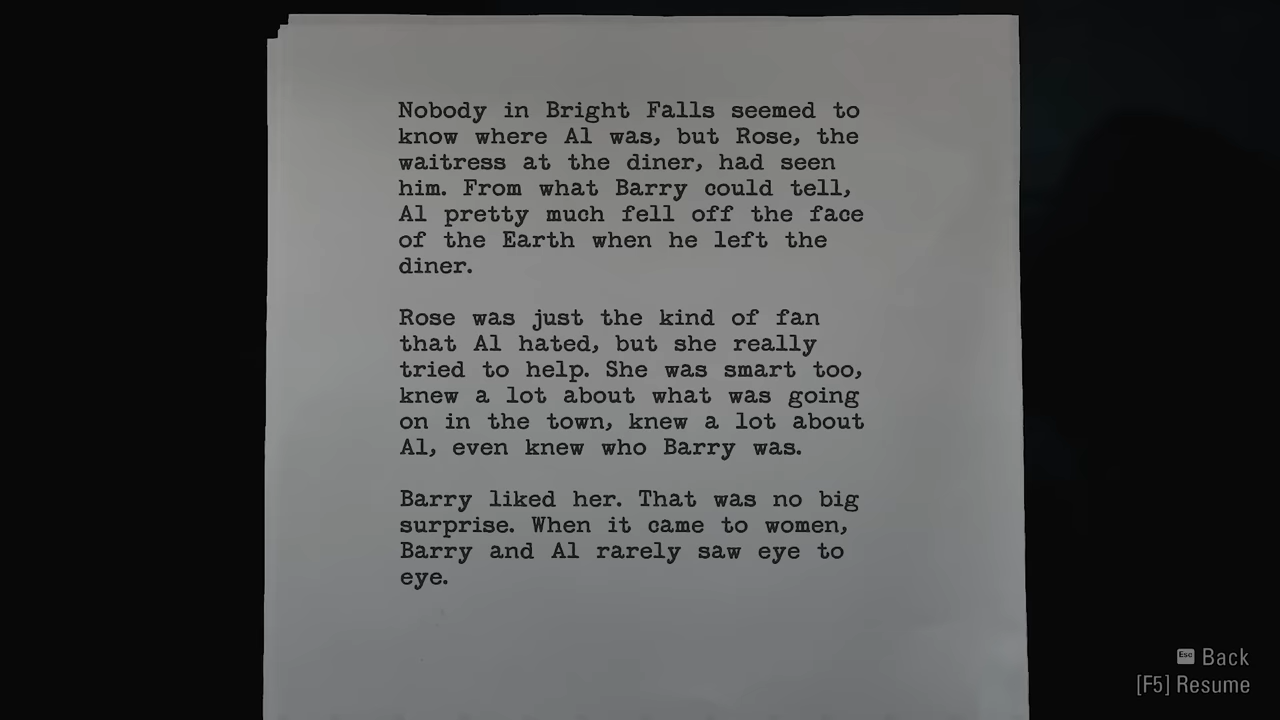 Nobody in Bright Falls seemed to
know where Al was, but Rose, the
waitress at the diner, had seen
him. From what Barry could tell,
Al pretty much fell off the face
of the Earth when he left the
diner.
Rose was just the kind of fan
that Al hated, but she really
tried to help. She was smart too,
knew a lot about what was going
on in the town, knew a lot about
Al, even knew who Barry was.
Barry liked her. That was no big
surprise. When it came to women,
Barry and Al rarely saw eye to
eye.
Esc Back
[F5] Resume